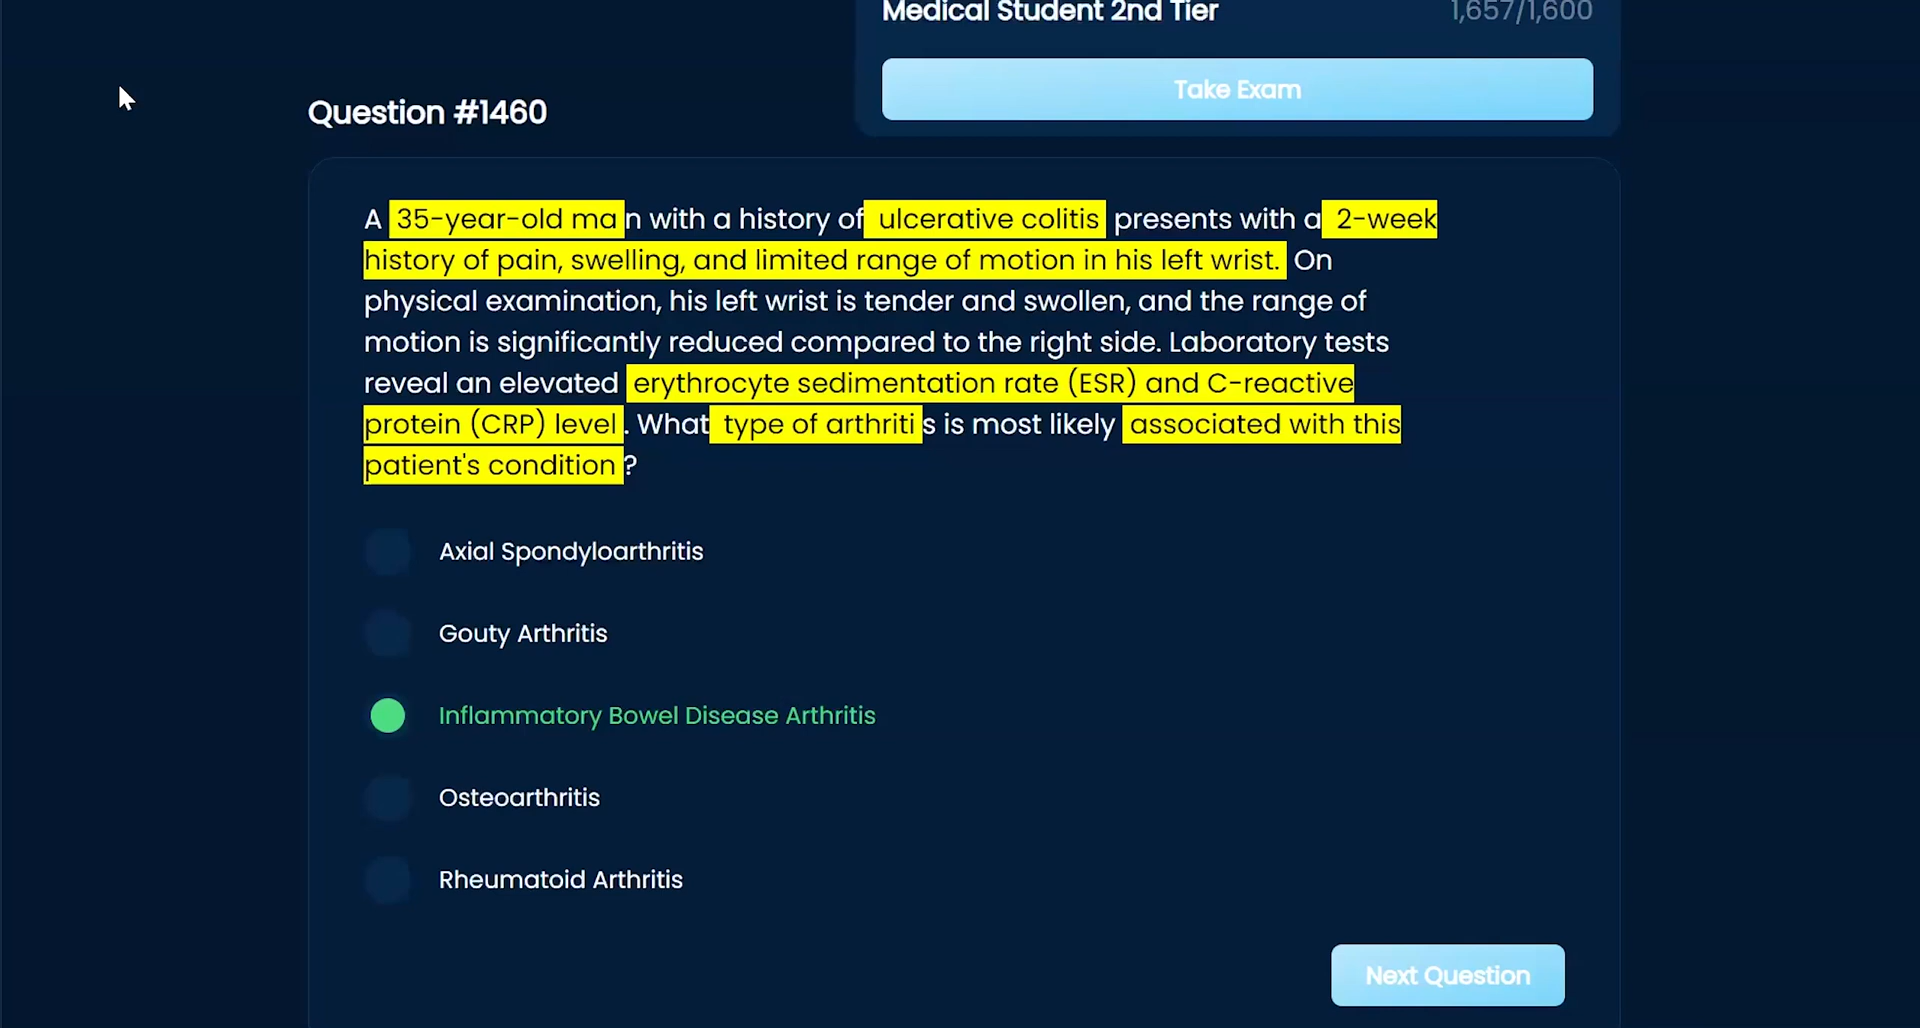 Medical Student 2nd Tier
1,657/1,600
Take Exam
Question #1460
A 35-year-old man with a history of ulcerative colitis presents with a 2-week
history of pain, swelling, and limited range of motion in his left wrist. On
physical examination, his left wrist is tender and swollen, and the range of
motion is significantly reduced compared to the right side. Laboratory tests
reveal an elevated erythrocyte sedimentation rate (ESR) and C-reactive
protein (CRP) level. What type of arthritis is most likely associated with this
patient's condition?
Axial Spondyloarthritis
Gouty Arthritis
Inflammatory Bowel Disease Arthritis
Osteoarthritis
Rheumatoid Arthritis
Next Question